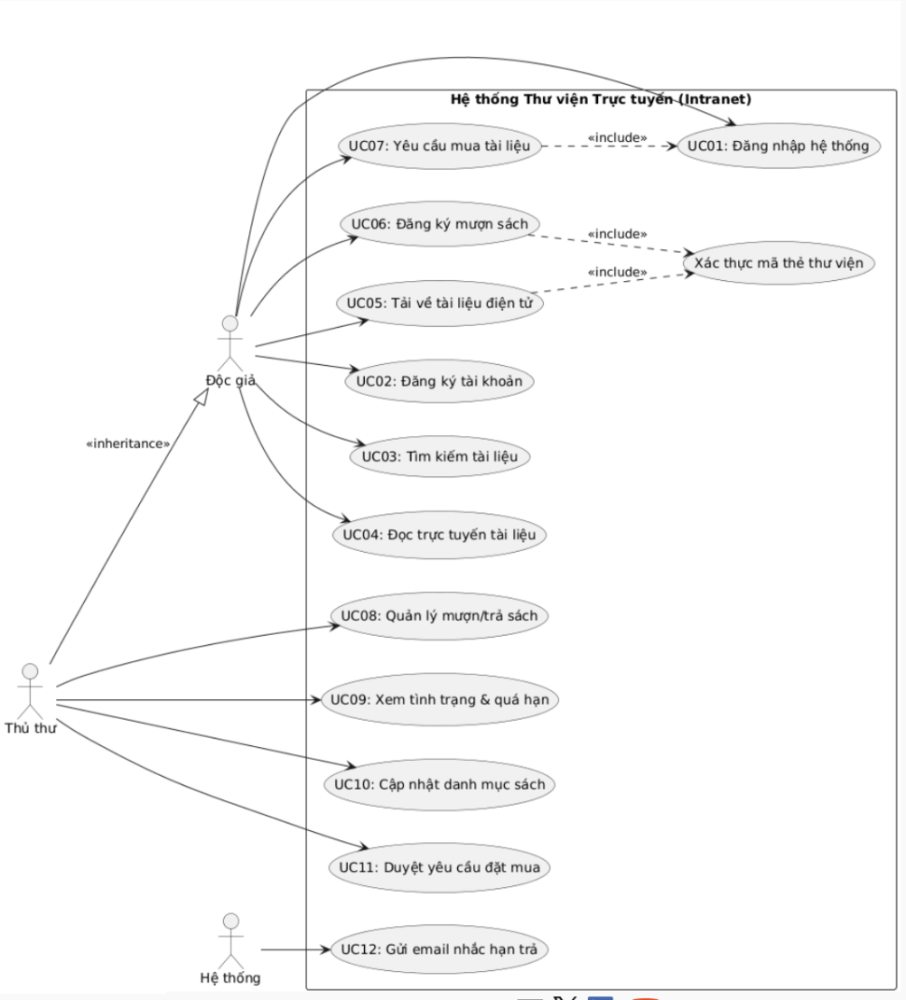 Hệ thống Thư viện Trực tuyến (Intranet)
UC07: Yêu cầu mua tài liệu
«include»
UC01: Đăng nhập hệ thống
UC06: Đăng ký mượn sách
«include»
Xác thực mã thẻ thư viện
«include»
UC05: Tải về tài liệu điện tử
UC02: Đăng ký tài khoản
Độc giả
«inheritance»
UC03: Tìm kiếm tài liệu
UC04: Đọc trực tuyến tài liệu
UC08: Quản lý mượn/trả sách
UC09: Xem tình trạng & quá hạn
Thủ thư
UC10: Cập nhật danh mục sách
UC11: Duyệt yêu cầu đặt mua
UC12: Gửi email nhắc hạn trả
Hệ thống